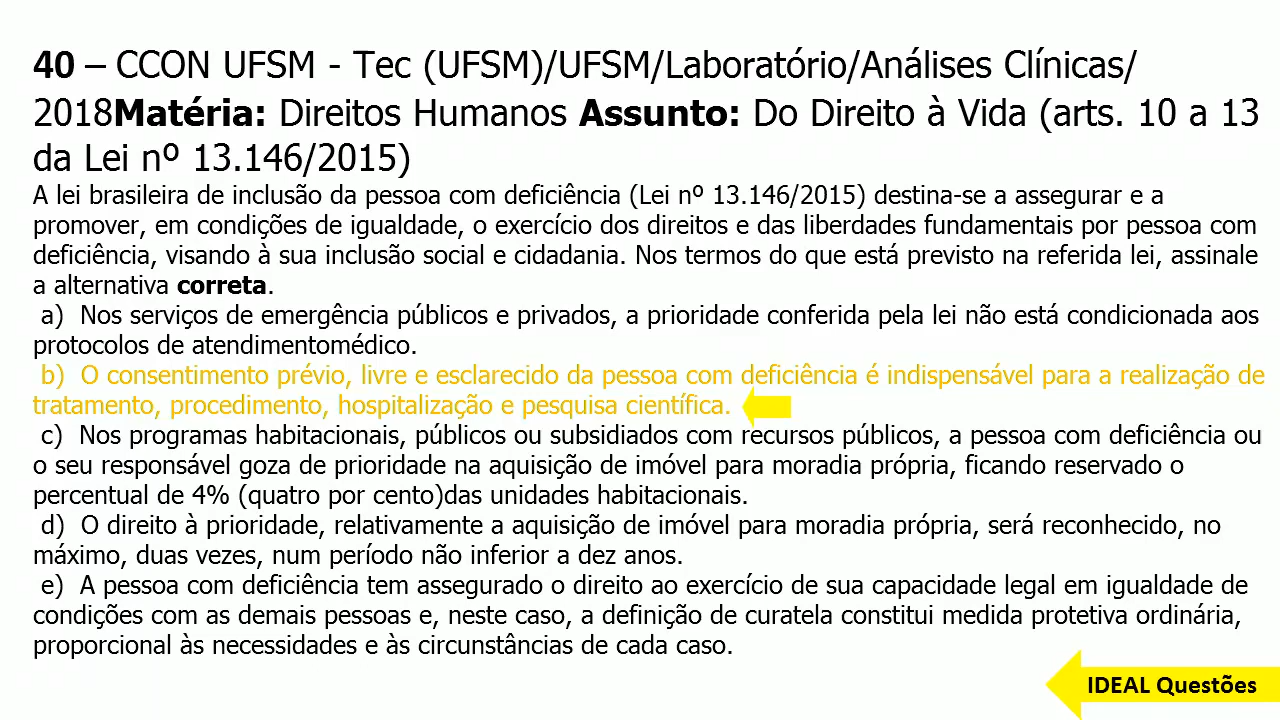 40 – CCON UFSM - Tec (UFSM)/UFSM/Laboratório/Análises Clínicas/
2018Matéria: Direitos Humanos Assunto: Do Direito à Vida (arts. 10 a 13
da Lei nº 13.146/2015)
A lei brasileira de inclusão da pessoa com deficiência (Lei nº 13.146/2015) destina-se a assegurar e a
promover, em condições de igualdade, o exercício dos direitos e das liberdades fundamentais por pessoa com
deficiência, visando à sua inclusão social e cidadania. Nos termos do que está previsto na referida lei, assinale
a alternativa correta.
a) Nos serviços de emergência públicos e privados, a prioridade conferida pela lei não está condicionada aos
protocolos de atendimentomédico.
b) O consentimento prévio, livre e esclarecido da pessoa com deficiência é indispensável para a realização de
tratamento, procedimento, hospitalização e pesquisa científica.
c) Nos programas habitacionais, públicos ou subsidiados com recursos públicos, a pessoa com deficiência ou
o seu responsável goza de prioridade na aquisição de imóvel para moradia própria, ficando reservado o
percentual de 4% (quatro por cento)das unidades habitacionais.
d) O direito à prioridade, relativamente a aquisição de imóvel para moradia própria, será reconhecido, no
máximo, duas vezes, num período não inferior a dez anos.
e) A pessoa com deficiência tem assegurado o direito ao exercício de sua capacidade legal em igualdade de
condições com as demais pessoas e, neste caso, a definição de curatela constitui medida protetiva ordinária,
proporcional às necessidades e às circunstâncias de cada caso.
IDEAL Questões